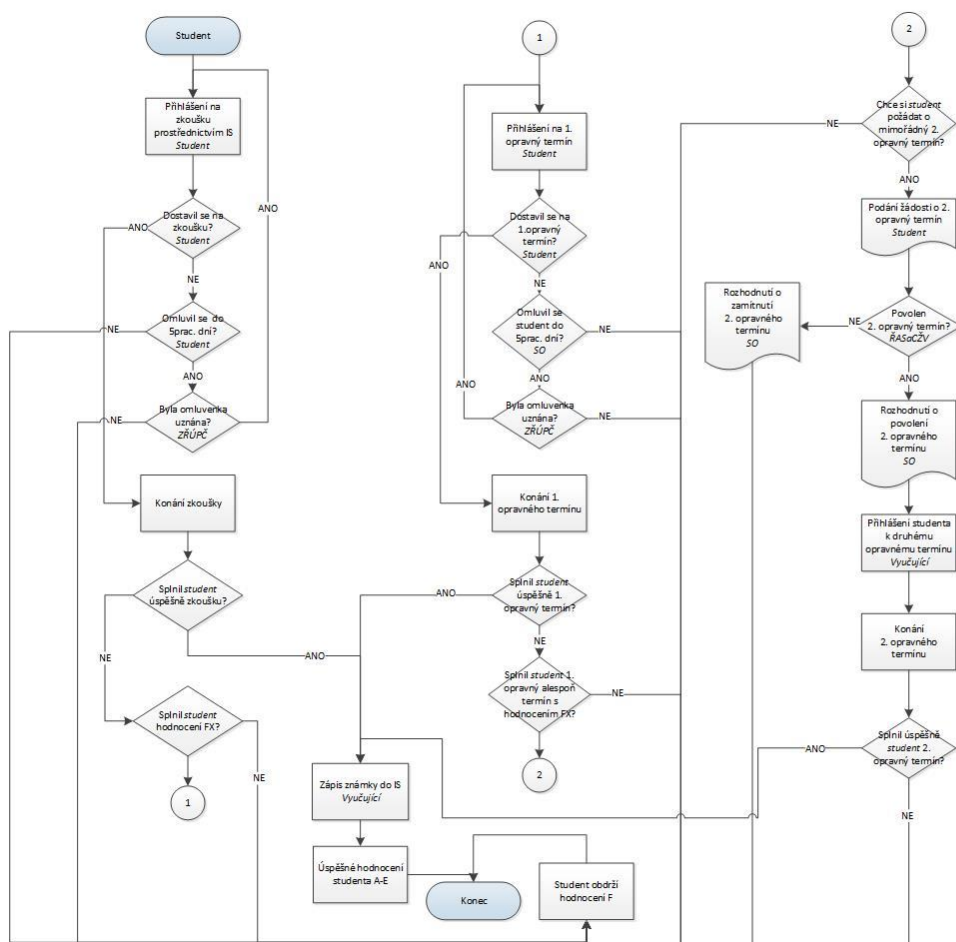 Student
Přihlášení na
zkoušku
prostřednictvím IS
Student
Dostavil se na
zkoušku?
Student
ANO
ANO
NE
Omluvil se do
5prac. dní?
Student
NE
ANO
Byla omluvenka
uznána?
ZŘÚPČ
NE
Konání zkoušky
Splnil student
úspěšně zkoušku?
NE
ANO
Splnil student
hodnocení FX?
NE
1
1
Přihlášení na 1.
opravný termín
Student
Dostavil se na
1.opravný
termín?
Student
ANO
NE
Omluvil se
student do
5prac. dní?
SO
NE
ANO
ANO
Byla omluvenka
uznána?
ZŘÚPČ
NE
Konání 1.
opravného termínu
Splnil student
úspěšně 1.
opravný termín?
ANO
NE
Splnil student 1.
opravný alespoň
termín s
hodnocením FX?
NE
2
Zápis známky do IS
Vyučující
Úspěšné hodnocení
studenta A-E
Konec
Student obdrží
hodnocení F
2
Chce si student
požádat o
mimořádný 2.
opravný termín?
NE
ANO
Podání žádosti o 2.
opravný termín
Student
Povolen
2. opravný termín?
ŘASaCŽV
NE
Rozhodnutí o
zamítnutí
2. opravného
termínu
SO
ANO
Rozhodnutí o
povolení
2. opravného
termínu
SO
Přihlášení studenta
k druhému
opravnému termínu
Vyučující
Konání
2. opravného
termínu
Splnil úspěšně
student 2.
opravný termín?
ANO
NE